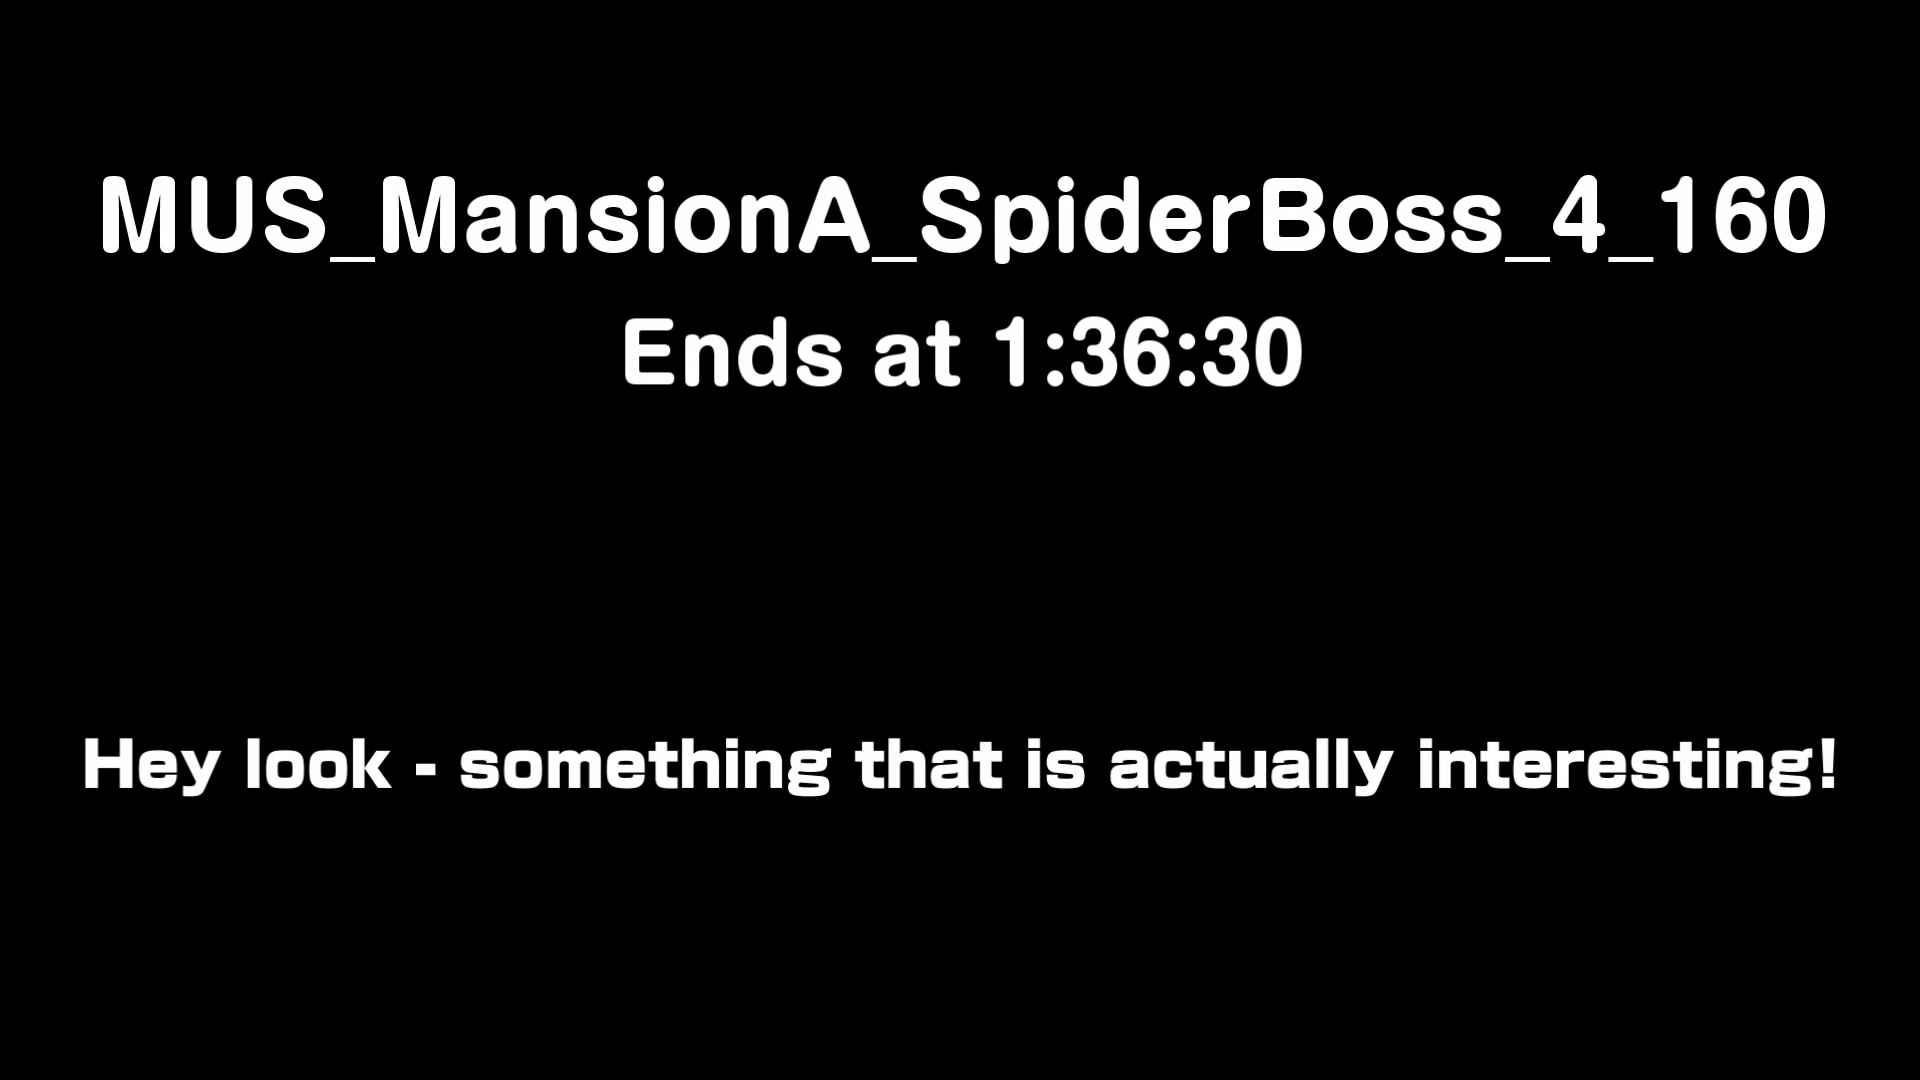 MUS_MansionA_SpiderBoss_4_160
Ends at 1:36:30
Hey look - something that is actually interesting!